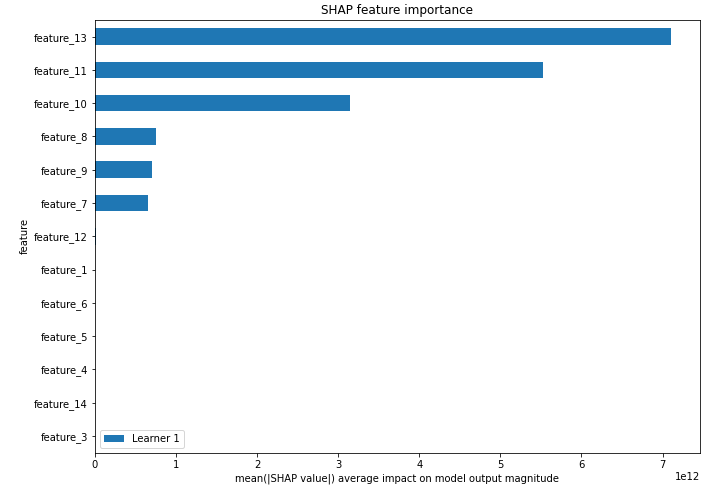 SHAP feature importance
feature_13
feature_11
feature_10
feature_8
feature_9
feature_7
feature_12
feature_1
feature_6
feature_5
feature_4
feature_14
feature_3
feature
Learner 1
0 1 2 3 4 5 6 7
1e12
mean(|SHAP value|) average impact on model output magnitude